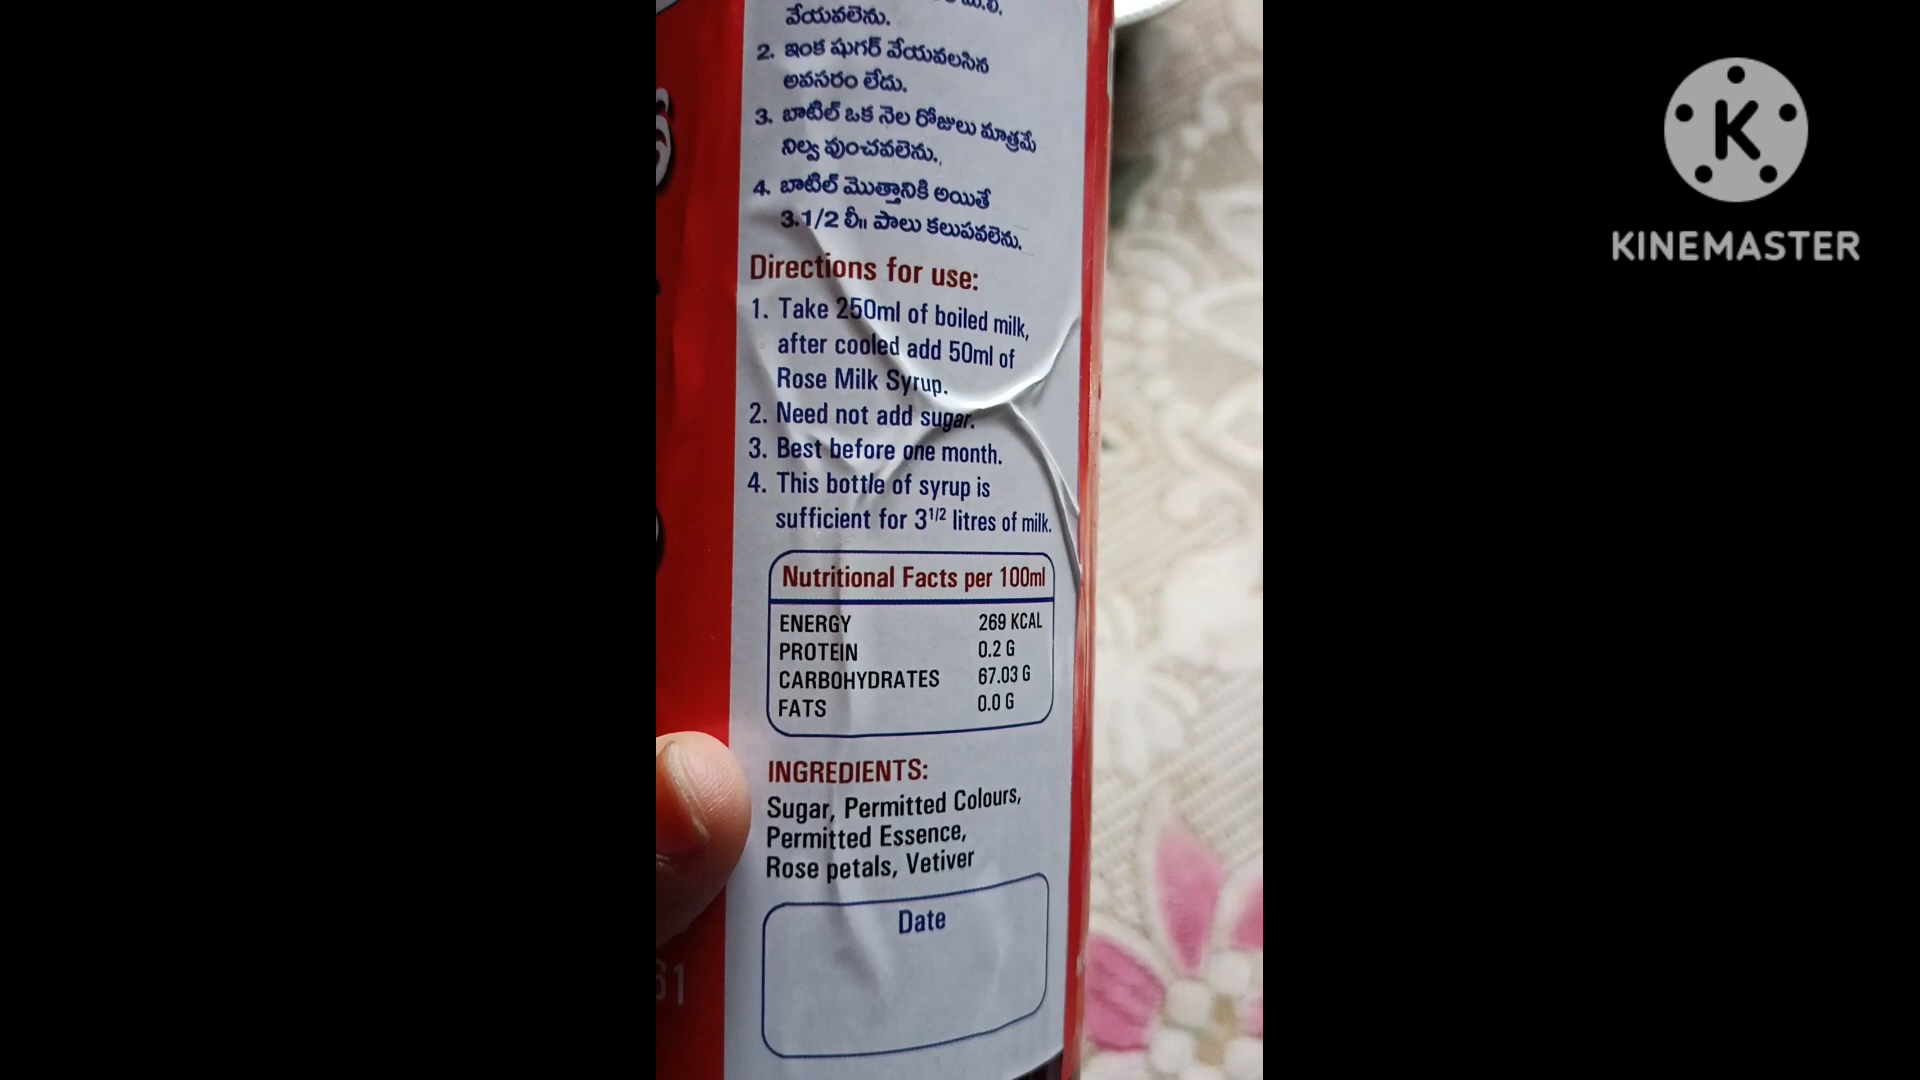 వేయవలెను.
2. ఇంక షుగర్ వేయవలసిన
అవసరం లేదు.
3. బాటిల్ ఒక నెల రోజులు మాత్రమే
నిల్వ వుంచవలెను.
4. బాటిల్ మొత్తానికి అయితే
3.1/2 లీ॥ పాలు కలుపవలెను.
Directions for use:
1. Take 250ml of boiled milk,
after cooled add 50ml of
Rose Milk Syrup.
2. Need not add sugar.
3. Best before one month.
4. This bottle of syrup is
sufficient for 3 1/2 litres of milk.
Nutritional Facts per 100ml
ENERGY 269 KCAL
PROTEIN 0.2 G
CARBOHYDRATES 67.03 G
FATS 0.0 G
INGREDIENTS:
Sugar, Permitted Colours,
Permitted Essence,
Rose petals, Vetiver
Date
61
K
KINEMASTER